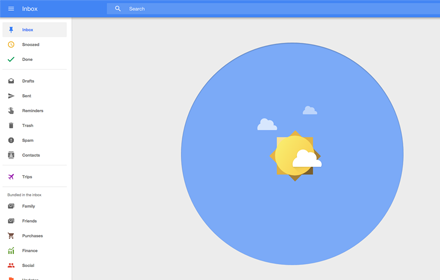 Inbox
Search
Inbox
Snoozed
Done
Drafts
Sent
Reminders
Trash
Spam
Contacts
Trips
Bundled in the inbox
Family
Friends
Purchases
Finance
Social